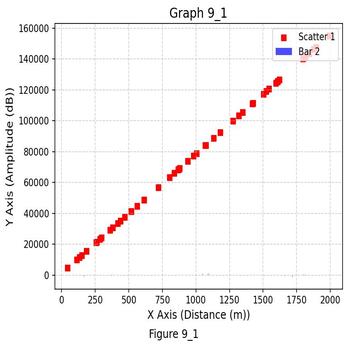 Graph 9_1
Scatter 1
Bar 2
160000
140000
120000
100000
80000
60000
40000
20000
0
Y Axis (Amplitude (dB))
0 250 500 750 1000 1250 1500 1750 2000
X Axis (Distance (m))
Figure 9_1